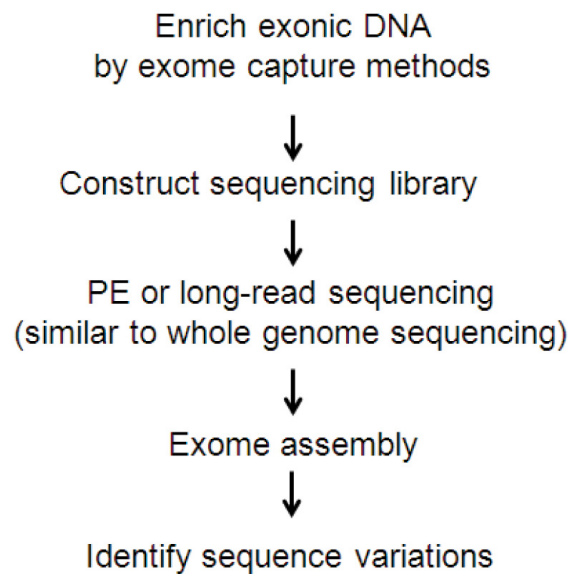 Enrich exonic DNA
by exome capture methods
Construct sequencing library
PE or long-read sequencing
(similar to whole genome sequencing)
Exome assembly
Identify sequence variations